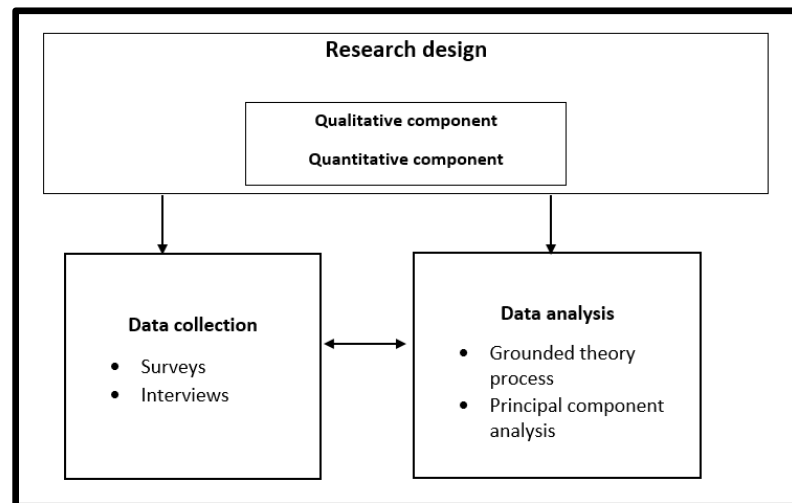 Research design
Qualitative component
Quantitative component
Data collection
• Surveys
• Interviews
Data analysis
• Grounded theory
process
• Principal component
analysis